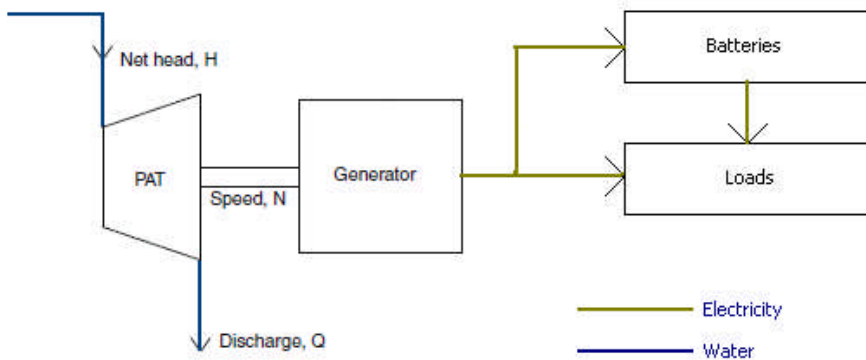 Batteries
Net head, H
PAT
Generator
Loads
Speed, N
Electricity
Discharge, Q
Water